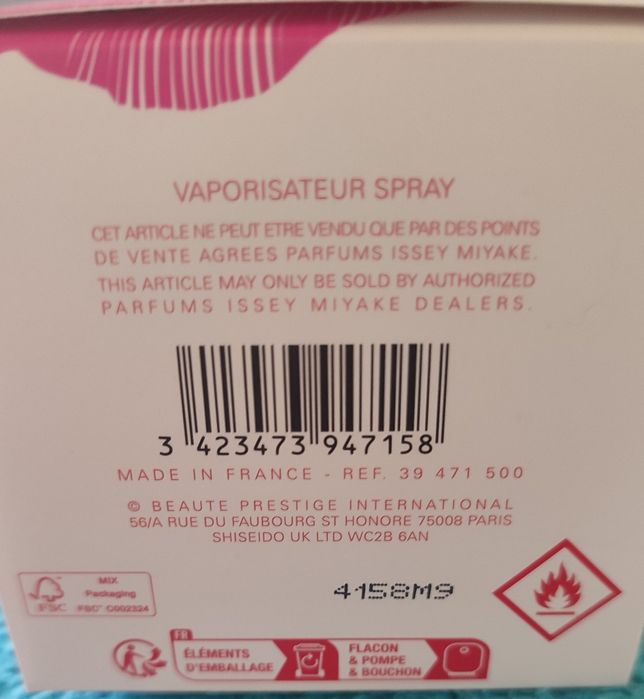 VAPORISATEUR SPRAY
CET ARTICLE NE PEUT ETRE VENDU QUE PAR DES POINTS
DE VENTE AGREES PARFUMS ISSEY MIYAKE.
THIS ARTICLE MAY ONLY BE SOLD BY AUTHORIZED
PARFUMS ISSEY MIYAKE DEALERS.
3 423473 947158
MADE IN FRANCE - REF. 39 471 500
© BEAUTE PRESTIGE INTERNATIONAL
56/A RUE DU FAUBOURG ST HONORE 75008 PARIS
SHISEIDO UK LTD WC2B 6AN
MIX
Packaging
FSC FSC® C002324
4158M9
FR
ÉLÉMENTS
D'EMBALLAGE
FLACON
& POMPE
& BOUCHON